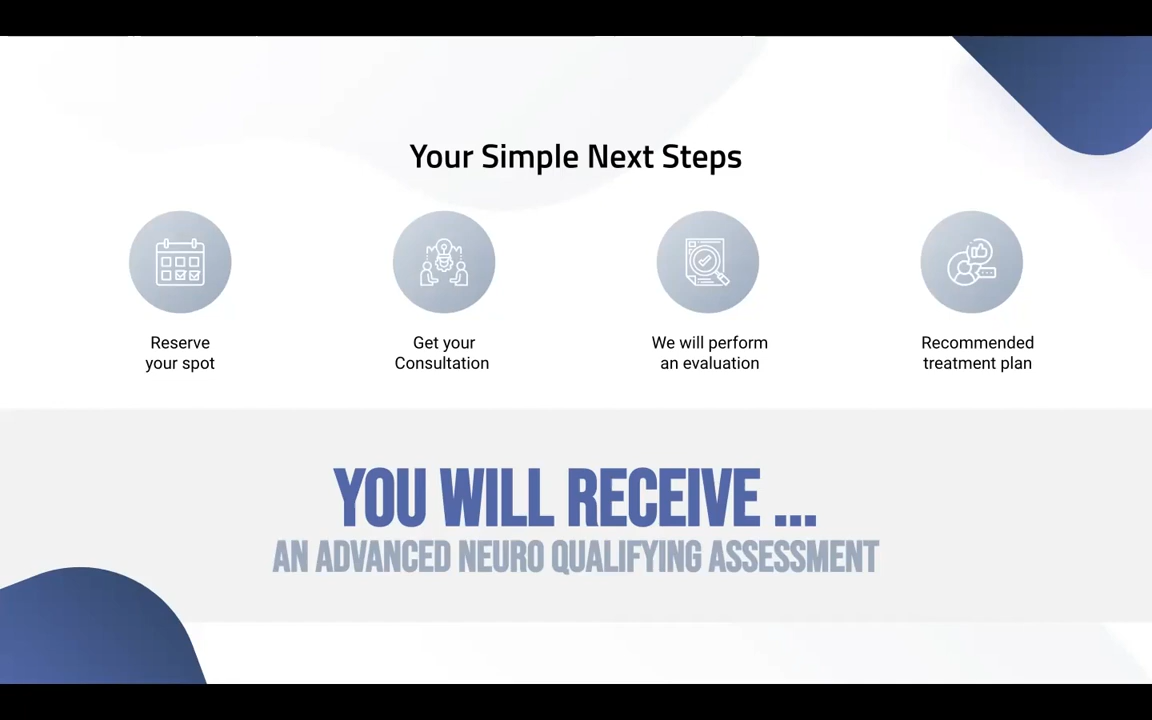 Your Simple Next Steps
Reserve
your spot
Get your
Consultation
We will perform
an evaluation
Recommended
treatment plan
YOU WILL RECEIVE ...
AN ADVANCED NEURO QUALIFYING ASSESSMENT